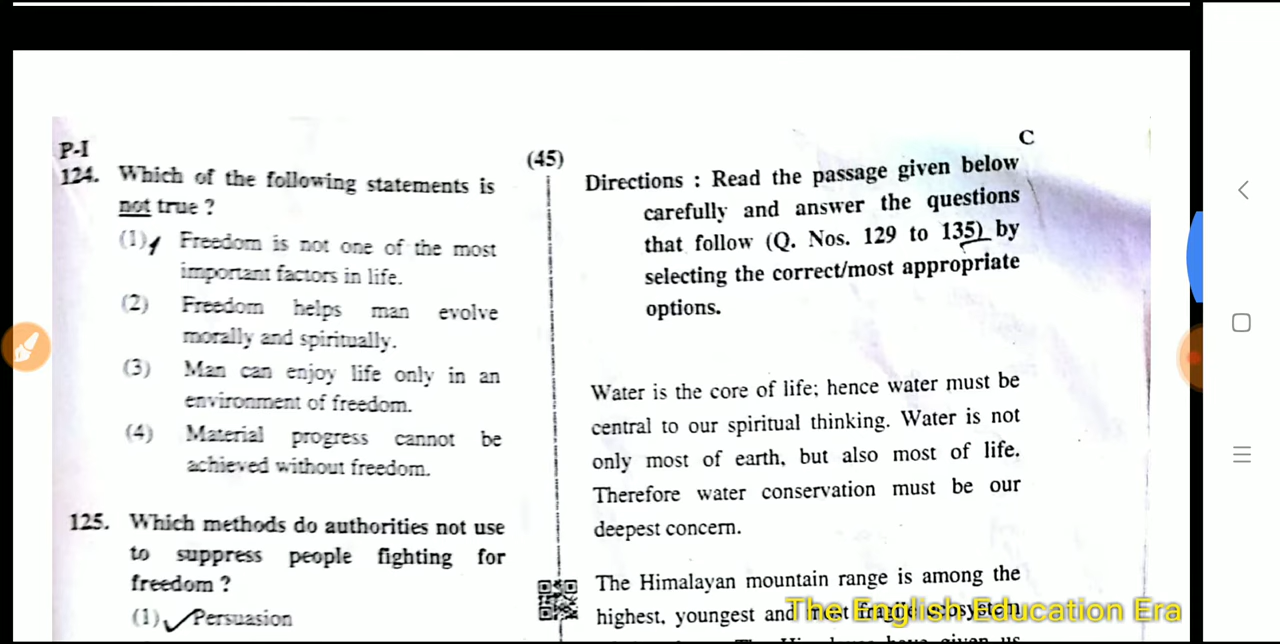 P-I
124. Which of the following statements is
not true ?
(1) Freedom is not one of the most
important factors in life.
(2) Freedom helps man evolve
morally and spiritually.
(3) Man can enjoy life only in an
environment of freedom.
(4) Material progress cannot be
achieved without freedom.
125. Which methods do authorities not use
to suppress people fighting for
freedom ?
(1) Persuasion
(45)
C
Directions : Read the passage given below
carefully and answer the questions
that follow (Q. Nos. 129 to 135) by
selecting the correct/most appropriate
options.
Water is the core of life; hence water must be
central to our spiritual thinking. Water is not
only most of earth, but also most of life.
Therefore water conservation must be our
deepest concern.
The Himalayan mountain range is among the
highest, youngest and most fragile ecosystem
The English Education Era